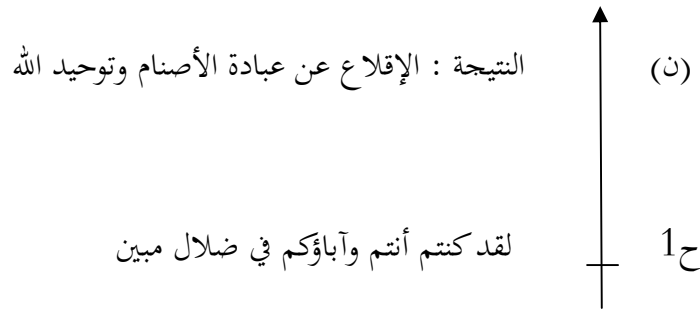 (ن) النتيجة : الإقلاع عن عبادة الأصنام وتوحيد الله
ح1 لقد كنتم أنتم وآباؤكم في ضلال مبين